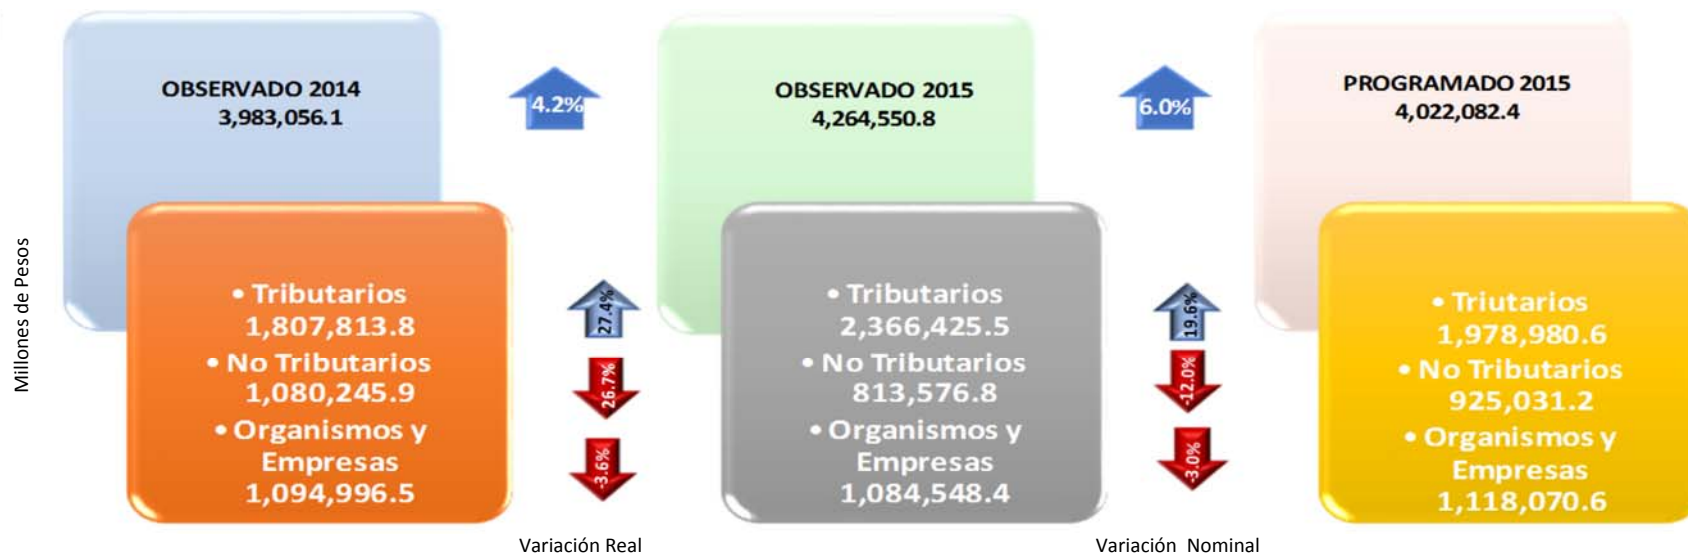 OBSERVADO 2014
3,983,056.1
4.2%
OBSERVADO 2015
4,264,550.8
6.0%
PROGRAMADO 2015
4,022,082.4
Millones de Pesos
• Tributarios
1,807,813.8
• No Tributarios
1,080,245.9
• Organismos y
Empresas
1,094,996.5
27.4%
26.7%
-3.6%
• Tributarios
2,366,425.5
• No Tributarios
813,576.8
• Organismos y
Empresas
1,084,548.4
19.6%
-12.0%
-3.0%
• Triutarios
1,978,980.6
• No Tributarios
925,031.2
• Organismos y
Empresas
1,118,070.6
Variación Real
Variación Nominal